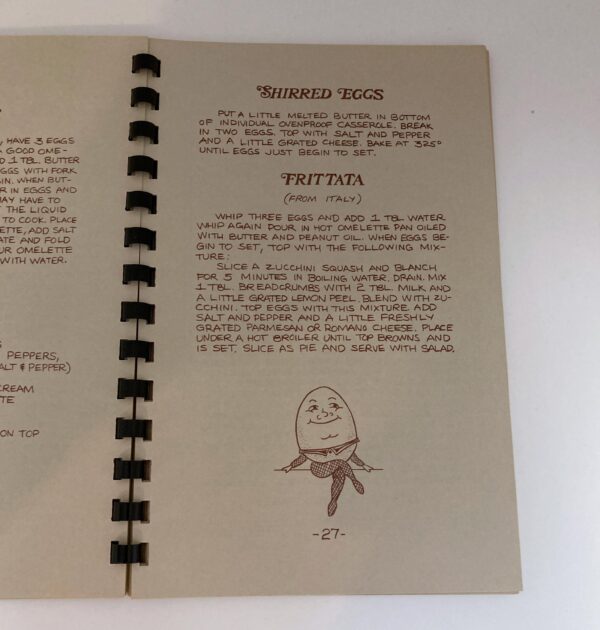 , HAVE 3 EGGS
A GOOD OME-
D 1 TBL. BUTTER
GGS WITH FORK
IN. WHEN BUT-
R IN EGGS AND
MAY HAVE TO
T THE LIQUID
TO COOK. PLACE
ETTE, ADD SALT
ATE AND FOLD
UR OMELETTE
WITH WATER.
S
PEPPERS,
ALT & PEPPER)
CREAM
TE
ON TOP
SHIRRED EGGS
PUT A LITTLE MELTED BUTTER IN BOTTOM
OF INDIVIDUAL OVENPROOF CASSEROLE. BREAK
IN TWO EGGS. TOP WITH SALT AND PEPPER
AND A LITTLE GRATED CHEESE. BAKE AT 325°
UNTIL EGGS JUST BEGIN TO SET.
FRITTATA
(FROM ITALY)
WHIP THREE EGGS AND ADD 1 TBL. WATER
WHIP AGAIN POUR IN HOT OMELETTE PAN OILED
WITH BUTTER AND PEANUT OIL. WHEN EGGS BE-
GIN TO SET, TOP WITH THE FOLLOWING MIX-
TURE:
SLICE A ZUCCHINI SQUASH AND BLANCH
FOR 5 MINUTES IN BOILING WATER. DRAIN. MIX
1 TBL. BREADCRUMBS WITH 2 TBL. MILK AND
A LITTLE GRATED LEMON PEEL. BLEND WITH ZU-
CCHINI. TOP EGGS WITH THIS MIXTURE. ADD
SALT AND PEPPER AND A LITTLE FRESHLY
GRATED PARMESAN OR ROMANO CHEESE. PLACE
UNDER A HOT BROILER UNTIL TOP BROWNS AND
IS SET. SLICE AS PIE AND SERVE WITH SALAD.
-27-